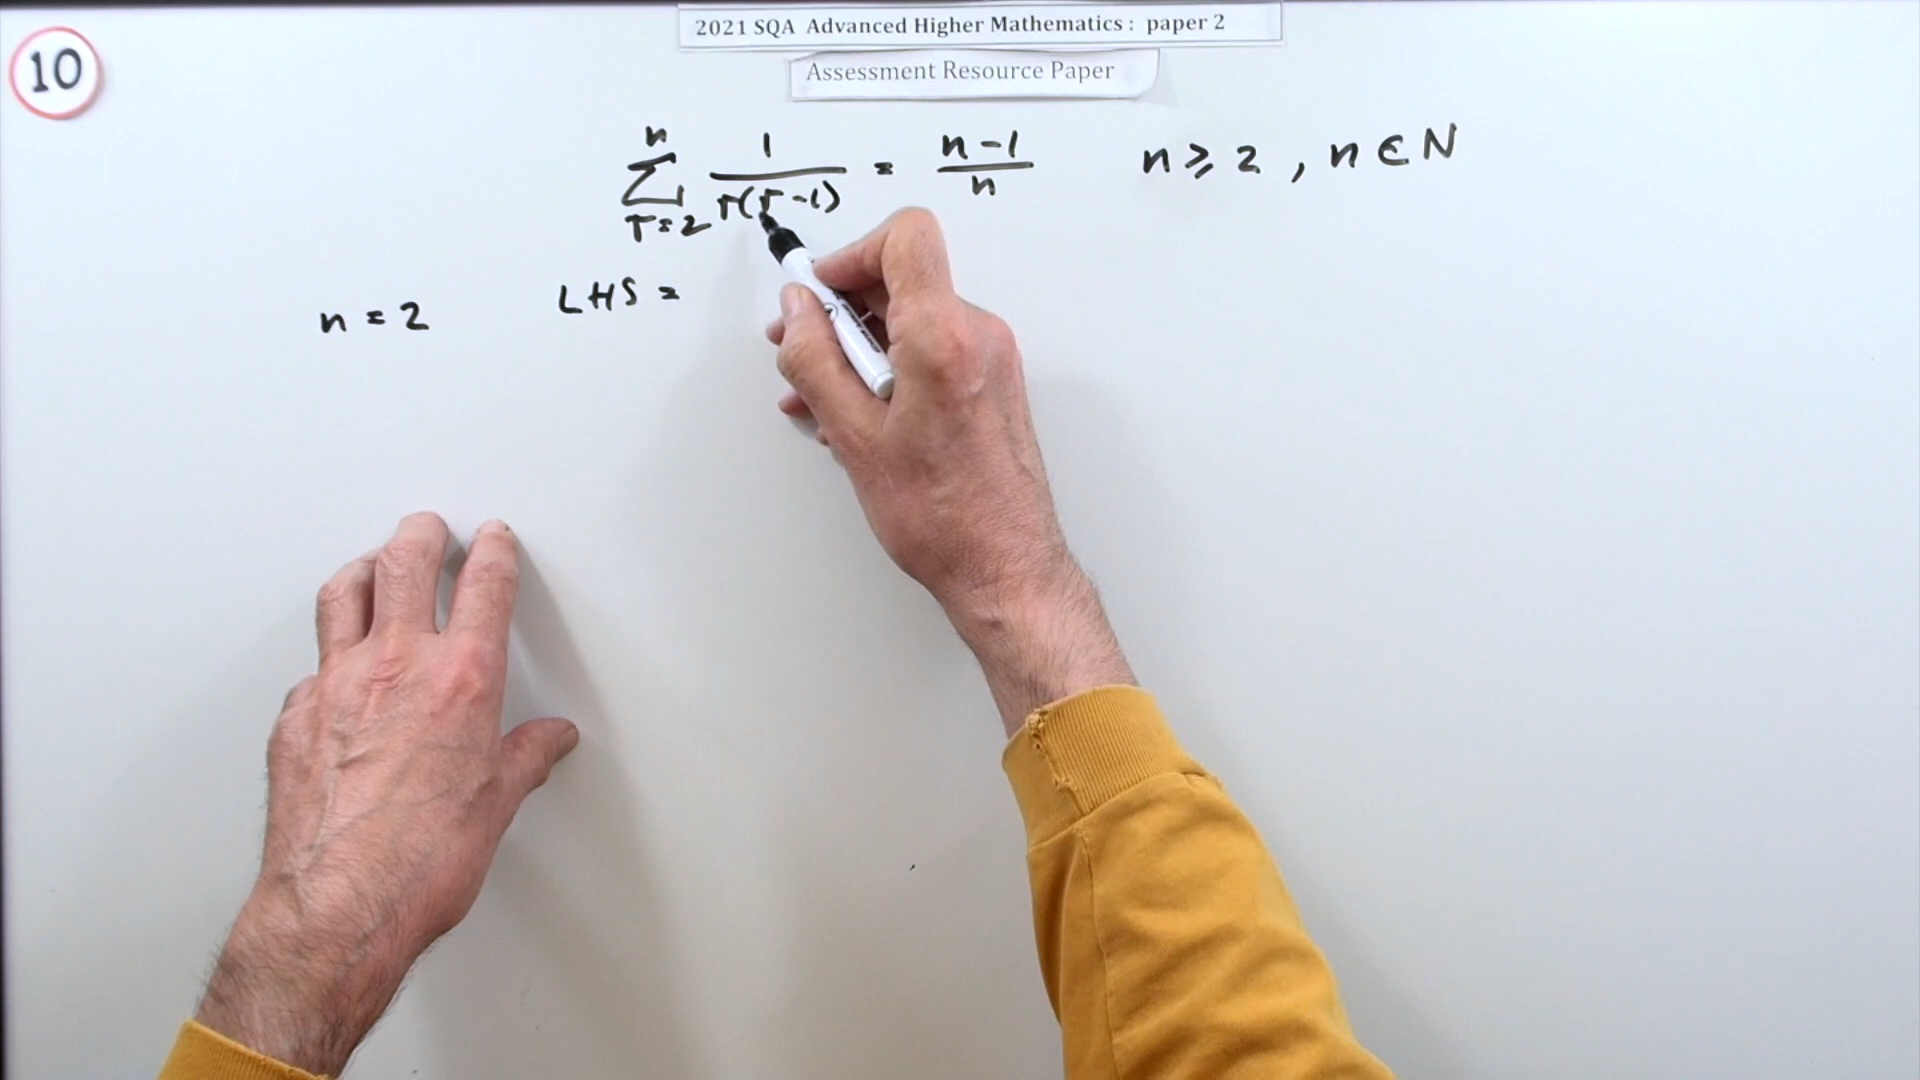 2021 SQA Advanced Higher Mathematics : paper 2
Assessment Resource Paper
10
n
∑ 1/r(r-1) = n-1/n n ≥ 2 , n ∈ N
r=2
n = 2 LHS =